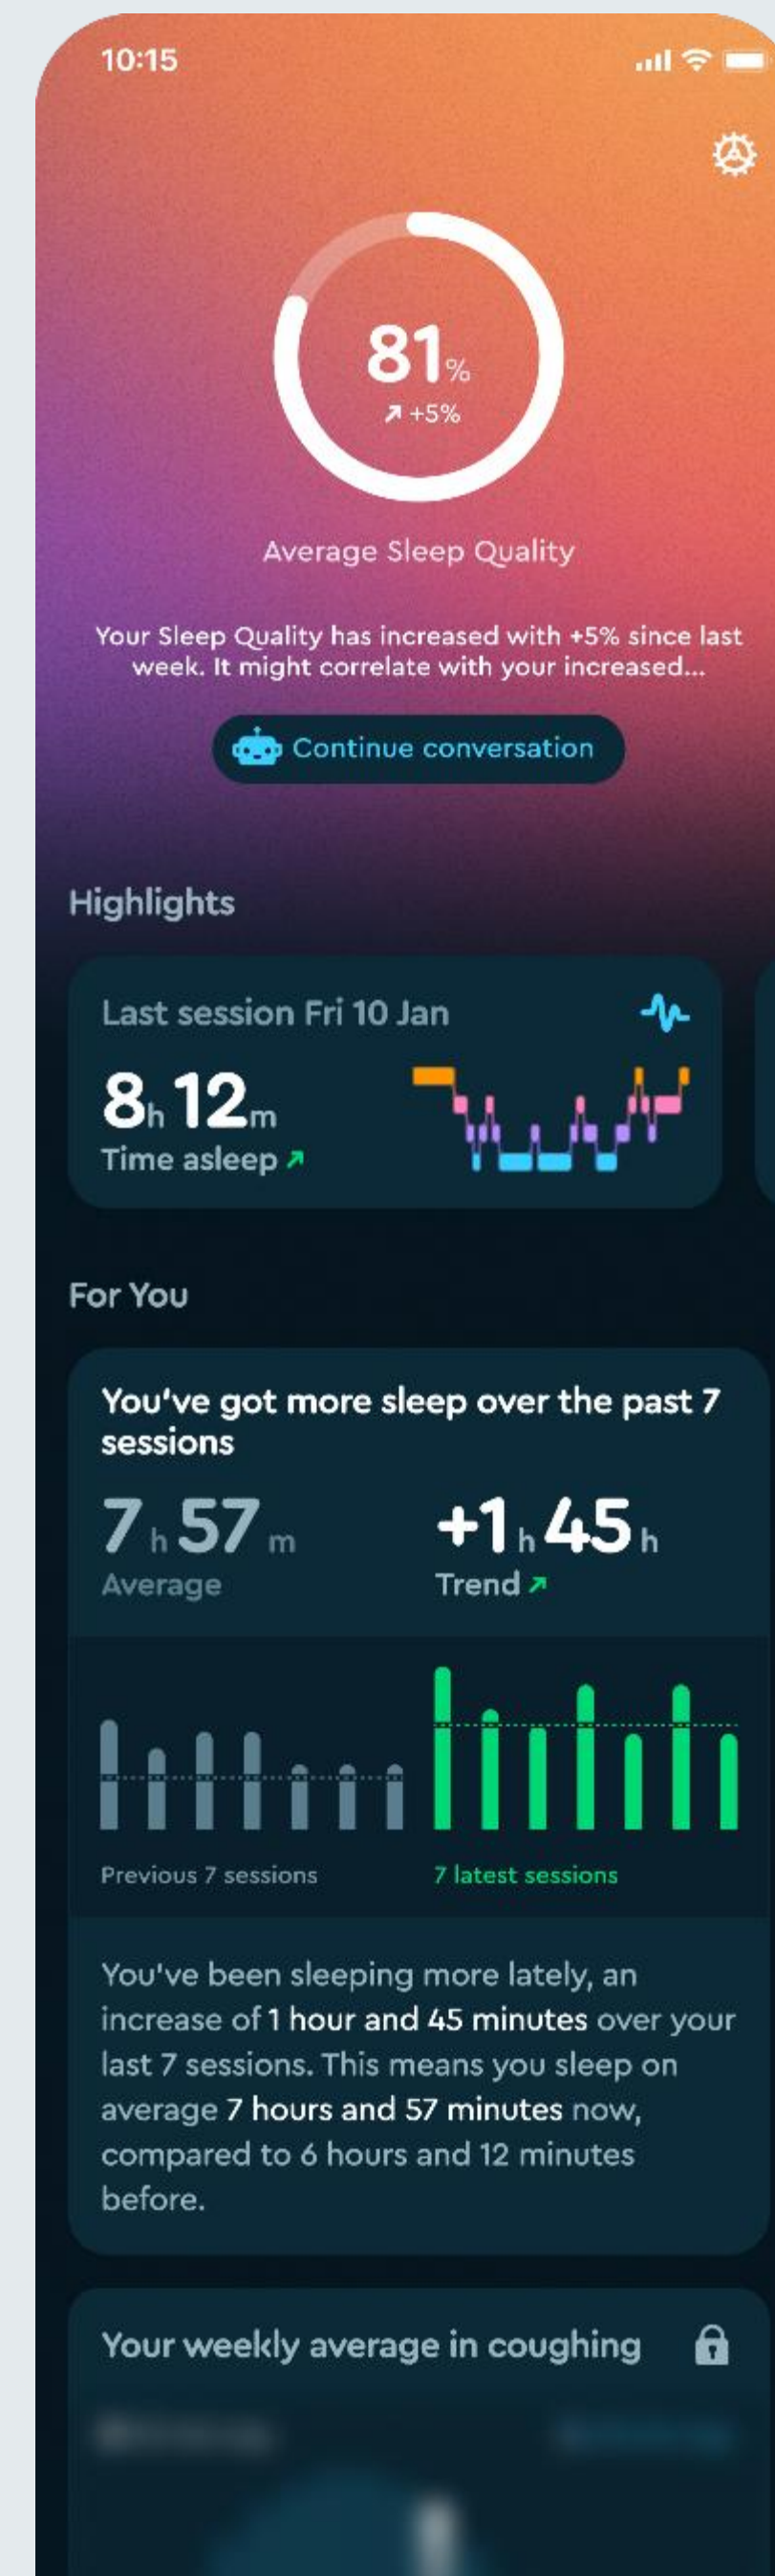 10:15
81%
+5%
Average Sleep Quality
Your Sleep Quality has increased with +5% since last
week. It might correlate with your increased...
Continue conversation
Highlights
Last session Fri 10 Jan
8h 12m
Time asleep
For You
You've got more sleep over the past 7
sessions
7 h 57 m
+1 h 45 h
Average
Trend
Previous 7 sessions
7 latest sessions
You've been sleeping more lately, an
increase of 1 hour and 45 minutes over your
last 7 sessions. This means you sleep on
average 7 hours and 57 minutes now,
compared to 6 hours and 12 minutes
before.
Your weekly average in coughing